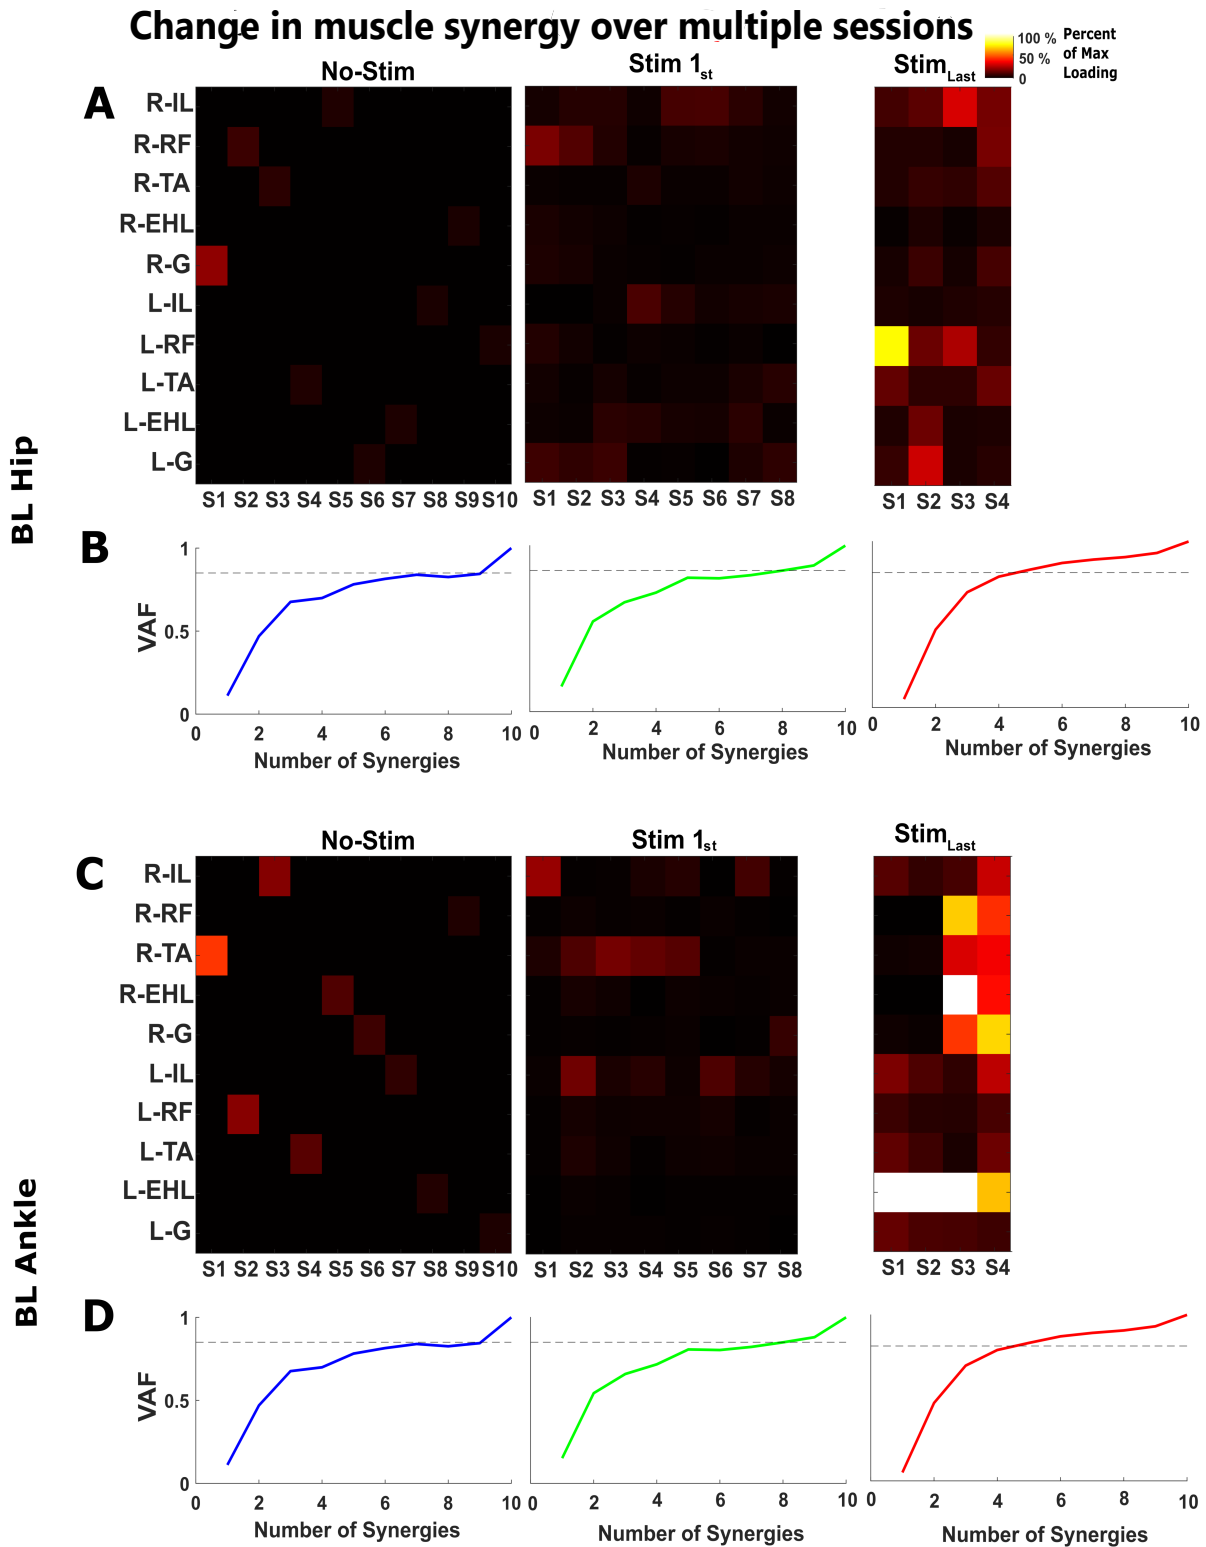 Change in muscle synergy over multiple sessions
100 %
50 %
0
Percent
of Max
Loading
A
No-Stim
Stim 1st
StimLast
BL Hip
R-IL
R-RF
R-TA
R-EHL
R-G
L-IL
L-RF
L-TA
L-EHL
L-G
S1 S2 S3 S4 S5 S6 S7 S8 S9 S10
S1 S2 S3 S4 S5 S6 S7 S8
S1 S2 S3 S4
B
VAF
1
0.5
0
0 2 4 6 8 10
Number of Synergies
0 2 4 6 8 10
Number of Synergies
0 2 4 6 8 10
Number of Synergies
C
No-Stim
Stim 1st
StimLast
BL Ankle
R-IL
R-RF
R-TA
R-EHL
R-G
L-IL
L-RF
L-TA
L-EHL
L-G
S1 S2 S3 S4 S5 S6 S7 S8 S9 S10
S1 S2 S3 S4 S5 S6 S7 S8
S1 S2 S3 S4
D
VAF
1
0.5
0
0 2 4 6 8 10
Number of Synergies
0 2 4 6 8 10
Number of Synergies
0 2 4 6 8 10
Number of Synergies